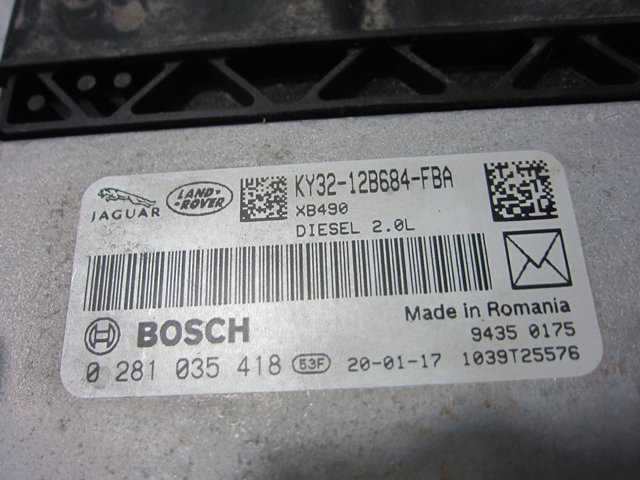 JAGUAR
LAND-
ROVER
KY32-12B684-FBA
XB490
DIESEL 2.0L
Made in Romania
BOSCH
9435 0175
0 281 035 418 53F 20-01-17 1039T25576